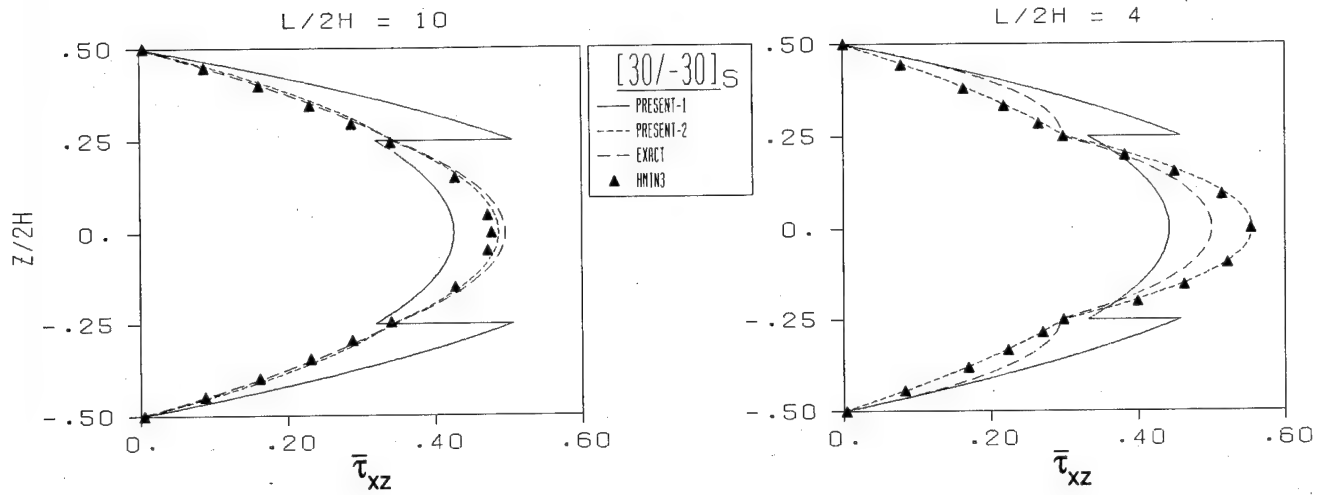 L/2H = 10
L/2H = 4
[30/-30]S
PRESENT-1
PRESENT-2
EXACT
HMIN3
Z/2H
.50
.25
0.
-.25
-.50
0. .20 .40 .60
τ̄xz
.50
.25
0.
-.25
-.50
0. .20 .40 .60
τ̄xz